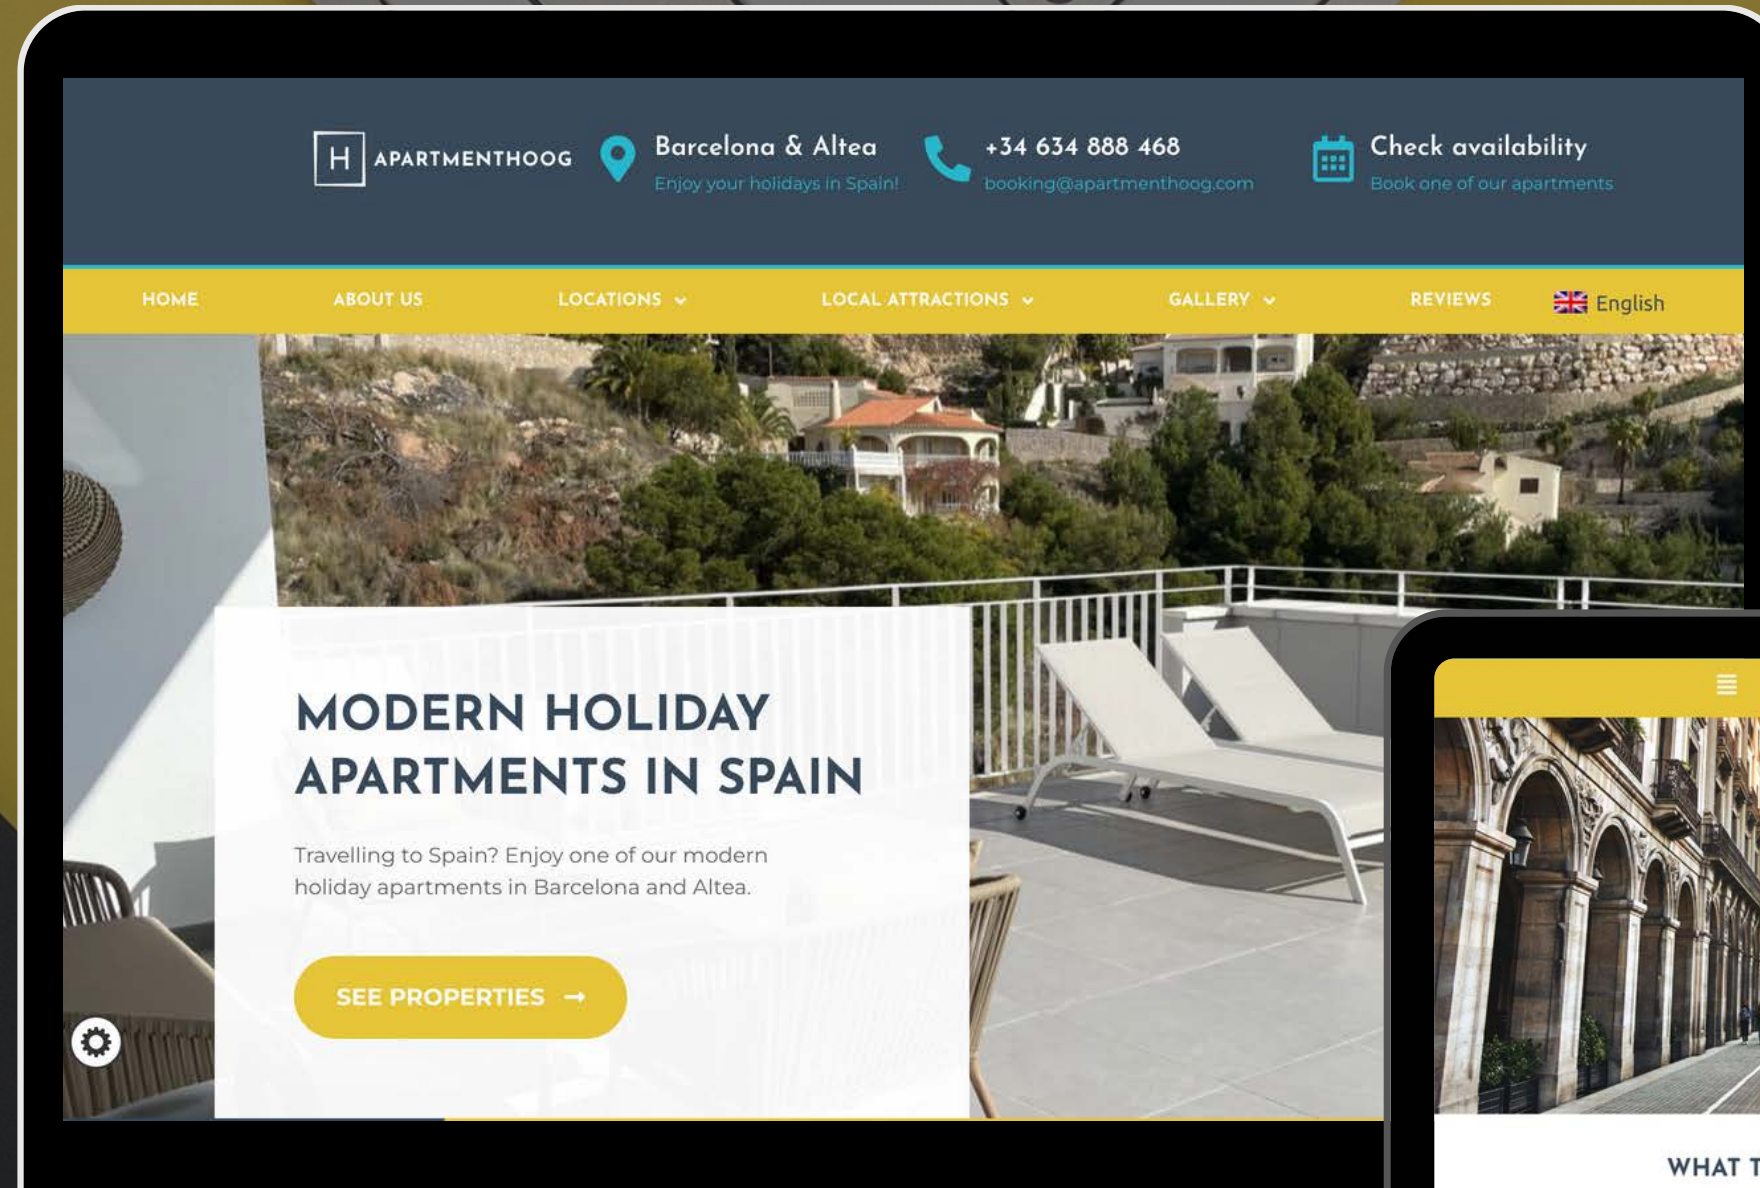 H APARTMENTHOOG
Barcelona & Altea
Enjoy your holidays in Spain!
+34 634 888 468
booking@apartmenthoog.com
Check availability
Book one of our apartments
HOME ABOUT US LOCATIONS LOCAL ATTRACTIONS GALLERY REVIEWS English
MODERN HOLIDAY
APARTMENTS IN SPAIN
Travelling to Spain? Enjoy one of our modern
holiday apartments in Barcelona and Altea.
SEE PROPERTIES →
WHAT T